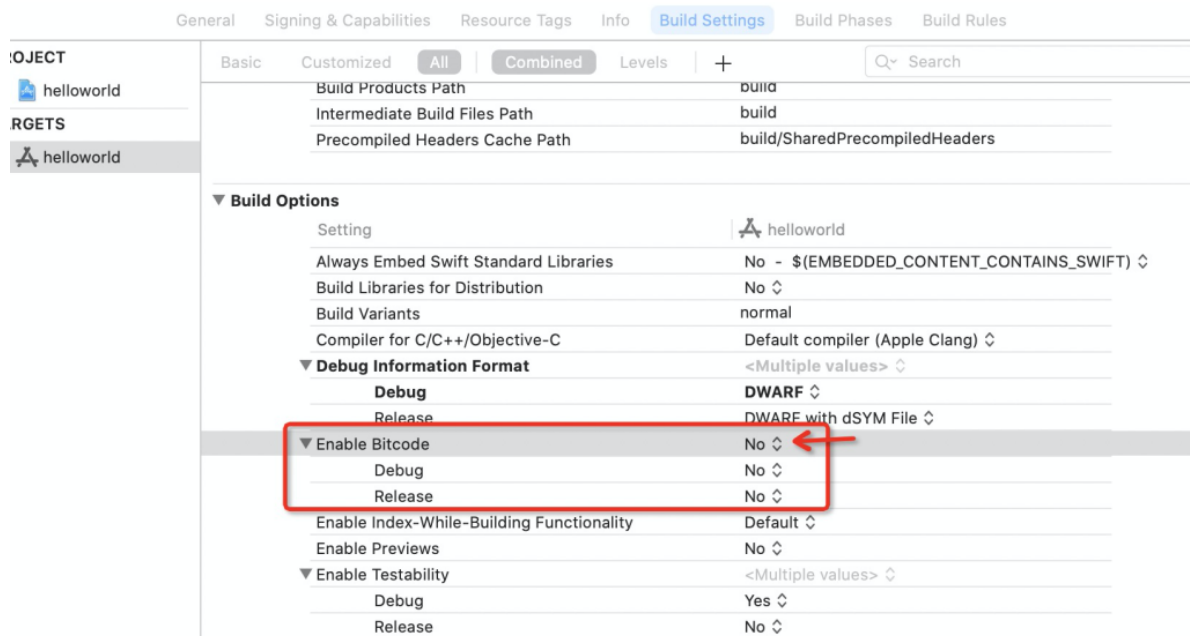 General Signing & Capabilities Resource Tags Info Build Settings Build Phases Build Rules
OJECT
helloworld
RGETS
helloworld
Basic Customized All Combined Levels + Search
Build Products Path build
Intermediate Build Files Path build
Precompiled Headers Cache Path build/SharedPrecompiledHeaders
Build Options
Setting helloworld
Always Embed Swift Standard Libraries No - $(EMBEDDED_CONTENT_CONTAINS_SWIFT)
Build Libraries for Distribution No
Build Variants normal
Compiler for C/C++/Objective-C Default compiler (Apple Clang)
Debug Information Format <Multiple values>
Debug DWARF
Release DWARF with dSYM File
Enable Bitcode No
Debug No
Release No
Enable Index-While-Building Functionality Default
Enable Previews No
Enable Testability <Multiple values>
Debug Yes
Release No